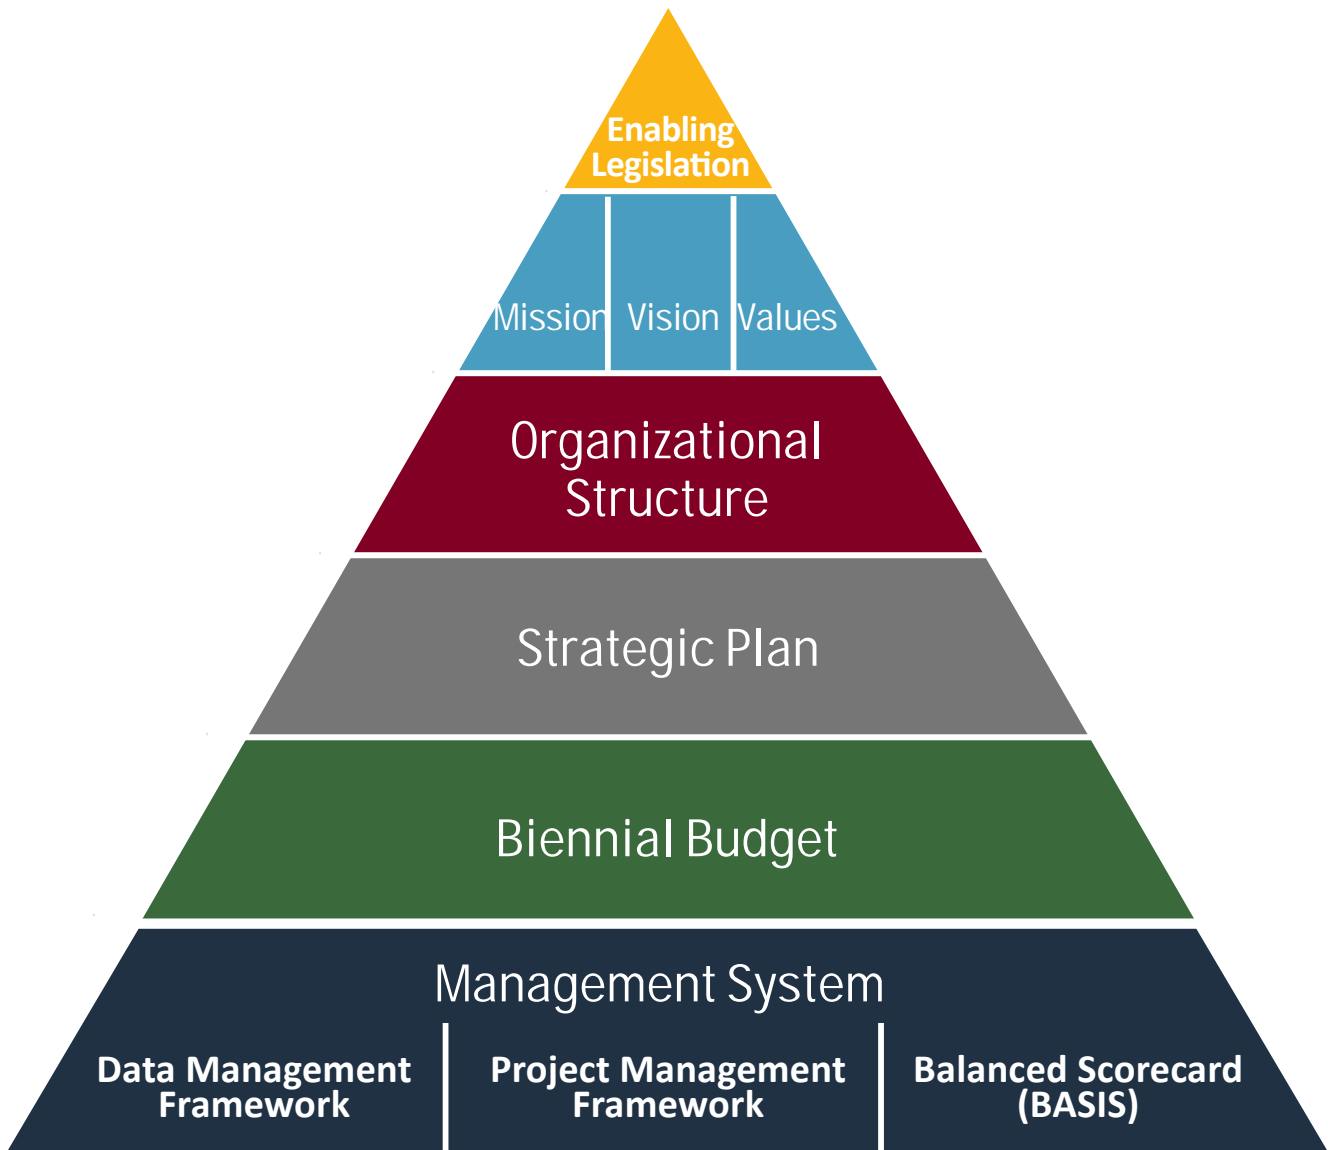 Enabling
Legislation
Mission Vision Values
Organizational
Structure
Strategic Plan
Biennial Budget
Management System
Data Management
Framework
Project Management
Framework
Balanced Scorecard
(BASIS)